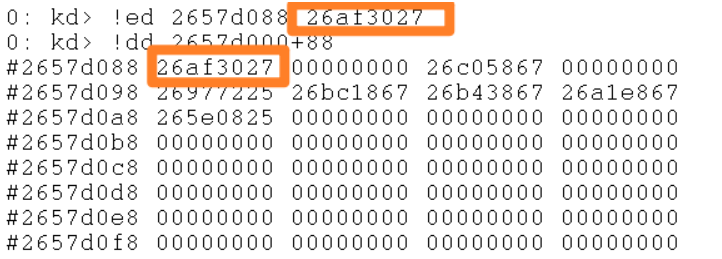 0: kd> !ed 2657d088 26af3027
0: kd> !dd 2657d000+88
#2657d088 26af3027 00000000 26c05867 00000000
#2657d098 26977225 26bc1867 26b43867 26a1e867
#2657d0a8 265e0825 00000000 00000000 00000000
#2657d0b8 00000000 00000000 00000000 00000000
#2657d0c8 00000000 00000000 00000000 00000000
#2657d0d8 00000000 00000000 00000000 00000000
#2657d0e8 00000000 00000000 00000000 00000000
#2657d0f8 00000000 00000000 00000000 00000000